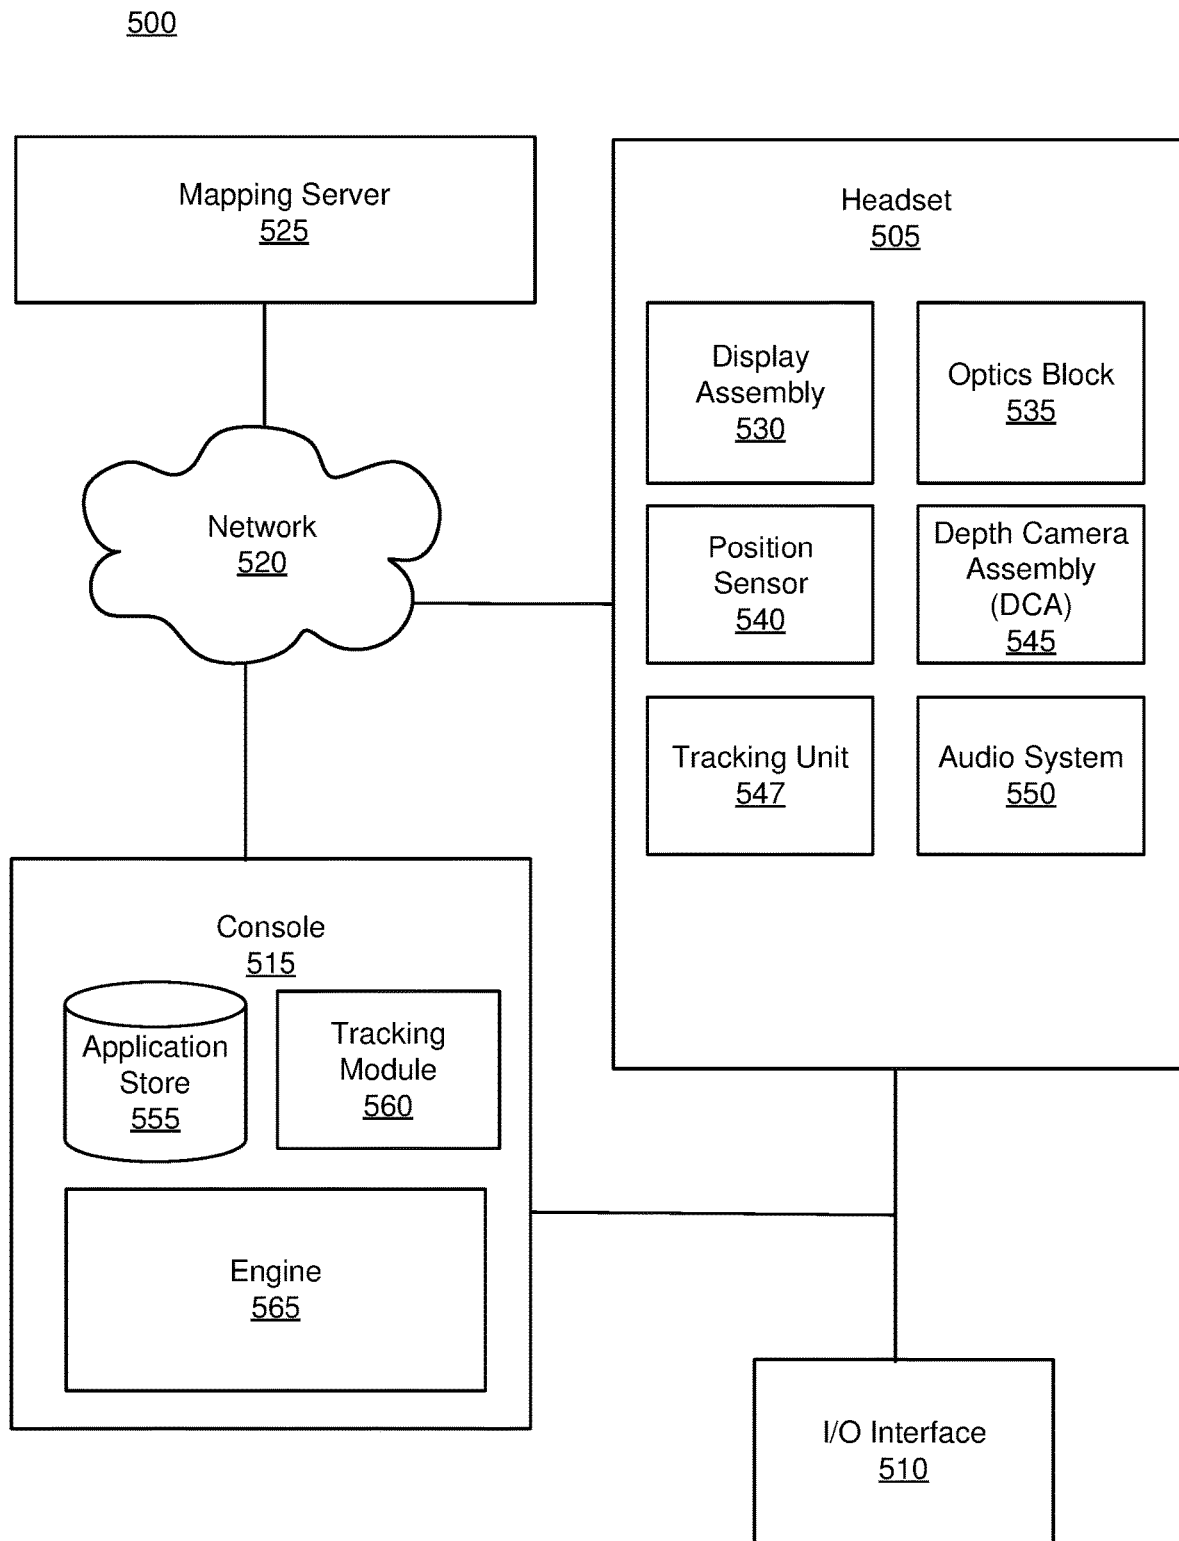 500
Mapping Server
525
Headset
505
Display
Assembly
530
Optics Block
535
Network
520
Position
Sensor
540
Depth Camera
Assembly
(DCA)
545
Tracking Unit
547
Audio System
550
Console
515
Application
Store
555
Tracking
Module
560
Engine
565
I/O Interface
510